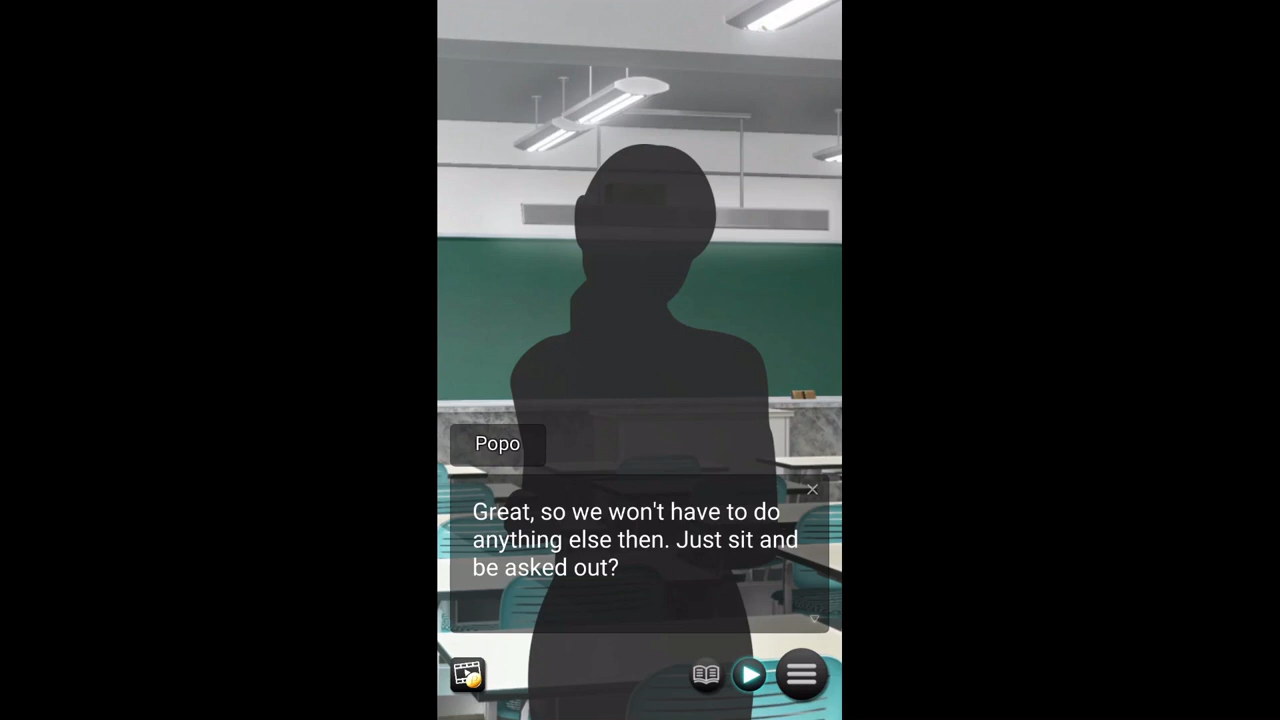 Popo
Great, so we won't have to do
anything else then. Just sit and
be asked out?